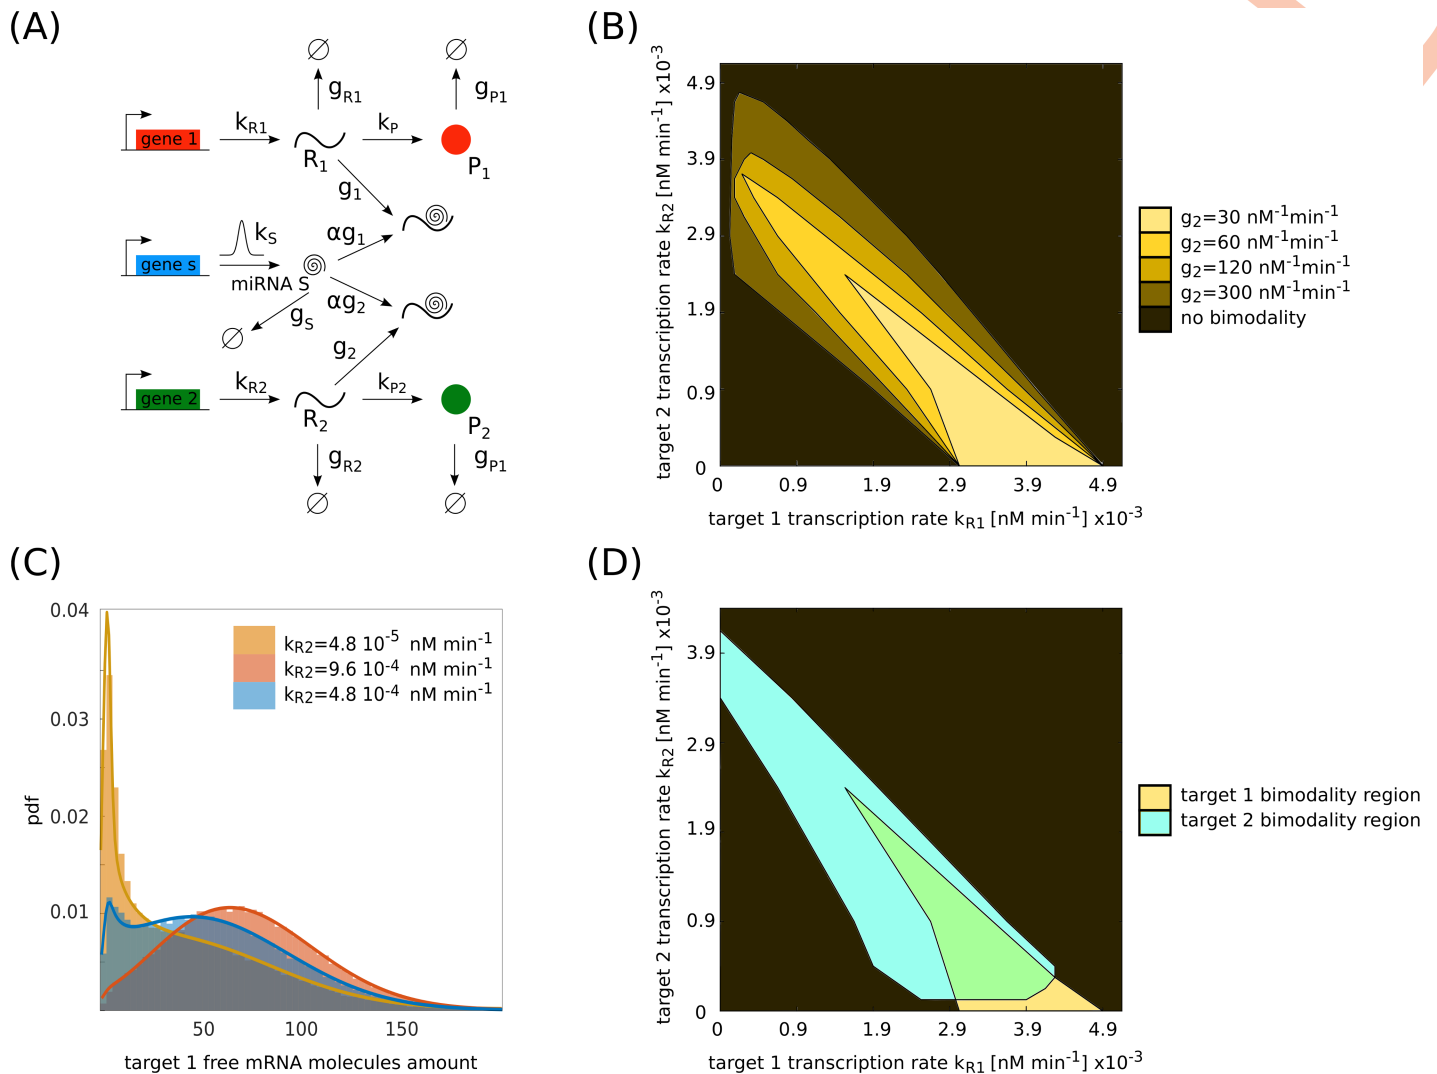 (A)
∅ ∅
g_R1 g_P1
gene 1 k_R1 R_1 k_P P_1
g_1
gene s k_S miRNA S αg_1
αg_2
g_S
∅
g_2
gene 2 k_R2 R_2 k_P2 P_2
g_R2 g_P1
∅ ∅
(B)
target 2 transcription rate k_R2 [nM min^-1] x10^-3
4.9
3.9
2.9
1.9
0.9
0
0 0.9 1.9 2.9 3.9 4.9
target 1 transcription rate k_R1 [nM min^-1] x10^-3
g_2=30 nM^-1min^-1
g_2=60 nM^-1min^-1
g_2=120 nM^-1min^-1
g_2=300 nM^-1min^-1
no bimodality
(C)
pdf
0.04
0.03
0.02
0.01
50 100 150
target 1 free mRNA molecules amount
k_R2=4.8 10^-5 nM min^-1
k_R2=9.6 10^-4 nM min^-1
k_R2=4.8 10^-4 nM min^-1
(D)
target 2 transcription rate k_R2 [nM min^-1] x10^-3
3.9
2.9
1.9
0.9
0
0 0.9 1.9 2.9 3.9 4.9
target 1 transcription rate k_R1 [nM min^-1] x10^-3
target 1 bimodality region
target 2 bimodality region